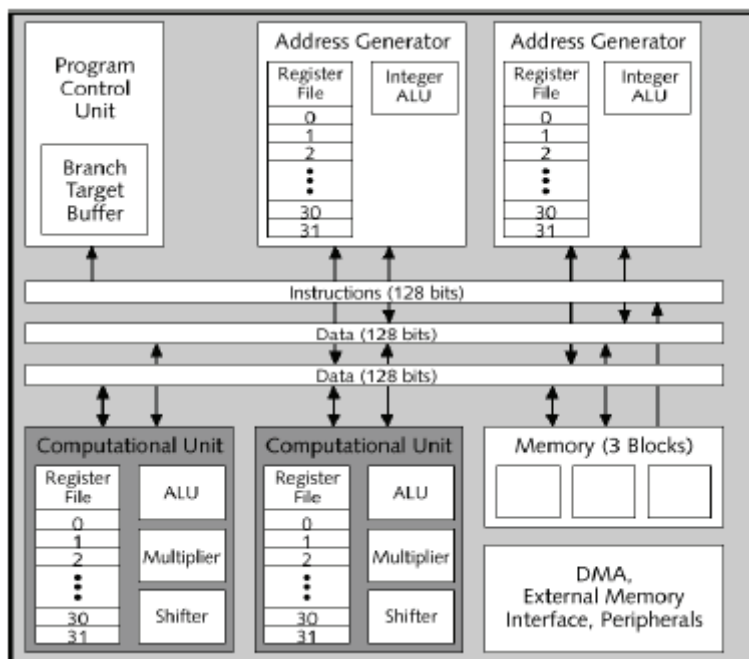 Program
Control
Unit
Branch
Target
Buffer
Address Generator
Register
File
0
1
2
30
31
Integer
ALU
Address Generator
Register
File
0
1
2
30
31
Integer
ALU
Instructions (128 bits)
Data (128 bits)
Data (128 bits)
Computational Unit
Register
File
0
1
2
30
31
ALU
Multiplier
Shifter
Computational Unit
Register
File
0
1
2
30
31
ALU
Multiplier
Shifter
Memory (3 Blocks)
DMA,
External Memory
Interface, Peripherals